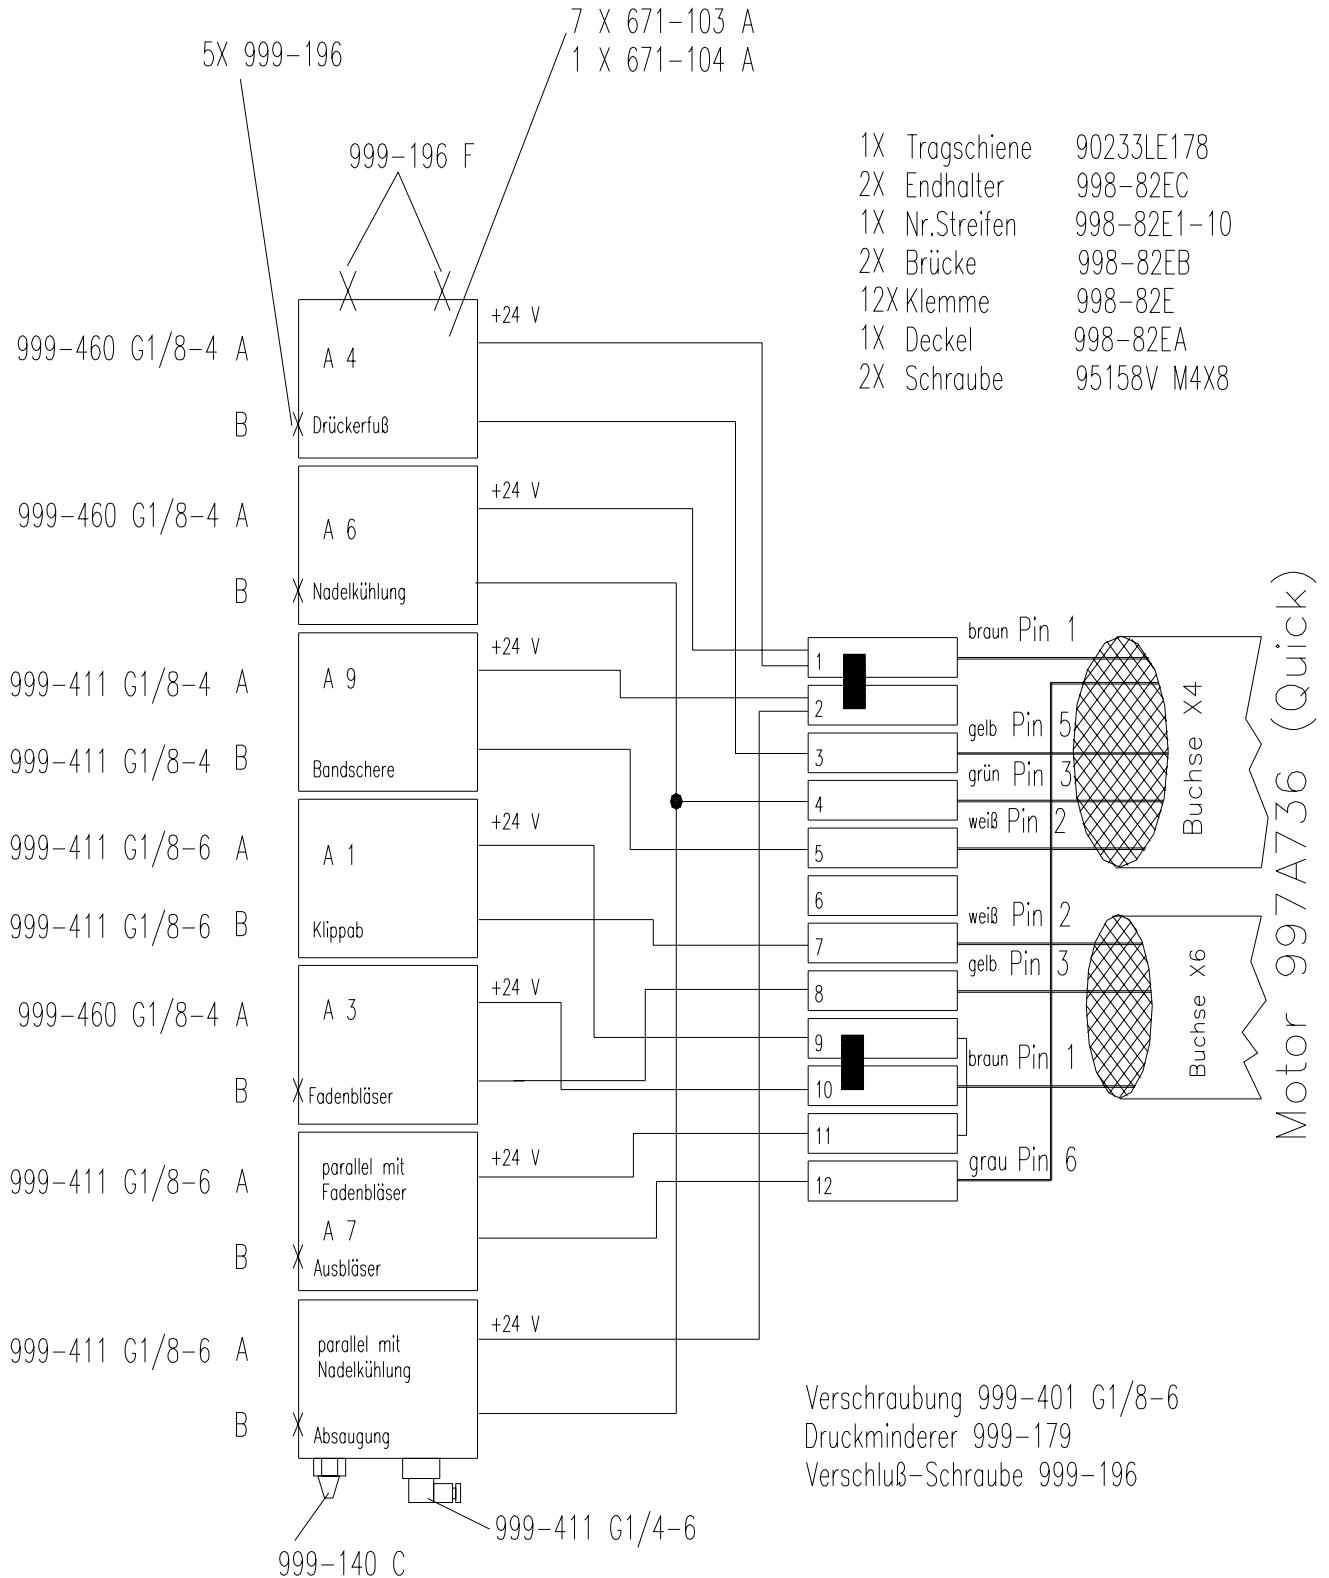 7 X 671-103 A
1 X 671-104 A
5X 999-196
999-196 F
1X Tragschiene 90233LE178
2X Endhalter 998-82EC
1X Nr.Streifen 998-82E1-10
2X Brücke 998-82EB
12X Klemme 998-82E
1X Deckel 998-82EA
2X Schraube 95158V M4X8
999-460 G1/8-4 A
B
A 4
Drückerfuß
+24 V
999-460 G1/8-4 A
B
A 6
Nadelkühlung
+24 V
999-411 G1/8-4 A
999-411 G1/8-4 B
A 9
Bandschere
+24 V
999-411 G1/8-6 A
999-411 G1/8-6 B
A 1
Klippab
+24 V
999-460 G1/8-4 A
B
A 3
Fadenbläser
+24 V
999-411 G1/8-6 A
B
parallel mit
Fadenbläser
A 7
Ausbläser
+24 V
999-411 G1/8-6 A
B
parallel mit
Nadelkühlung
Absaugung
+24 V
1
2
3
4
5
6
7
8
9
10
11
12
braun Pin 1
gelb Pin 5
grün Pin 3
weiß Pin 2
weiß Pin 2
gelb Pin 3
braun Pin 1
grau Pin 6
Buchse X4
Buchse X6
Motor 997A736 (Quick)
Verschraubung 999-401 G1/8-6
Druckminderer 999-179
Verschluß-Schraube 999-196
999-411 G1/4-6
999-140 C